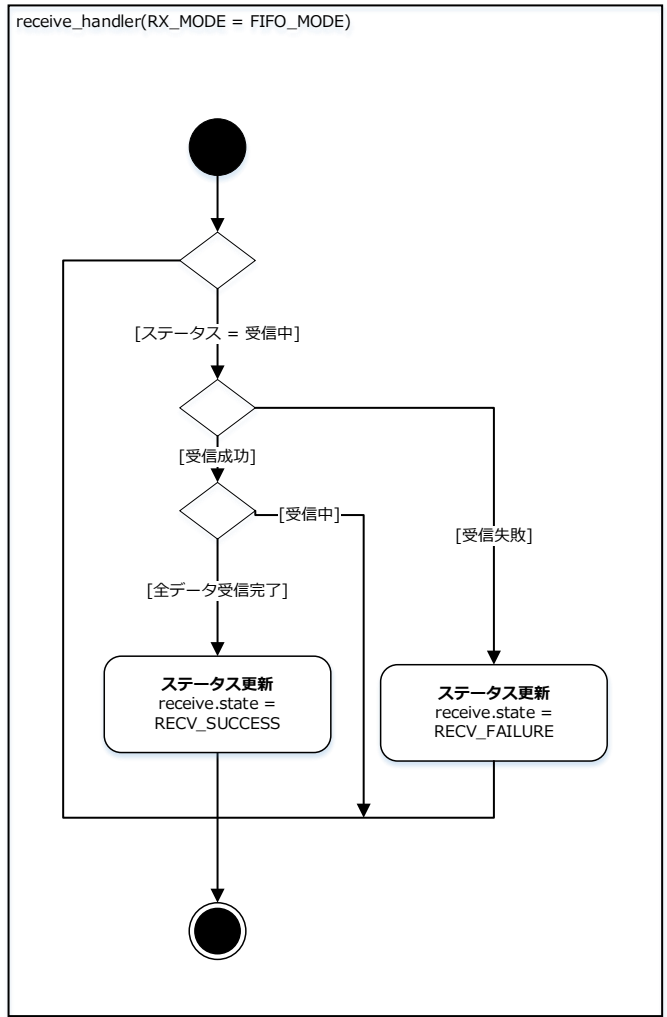 receive_handler(RX_MODE = FIFO_MODE)
[ステータス = 受信中]
[受信成功]
[受信中]
[受信失敗]
[全データ受信完了]
ステータス更新
receive.state =
RECV_SUCCESS
ステータス更新
receive.state =
RECV_FAILURE